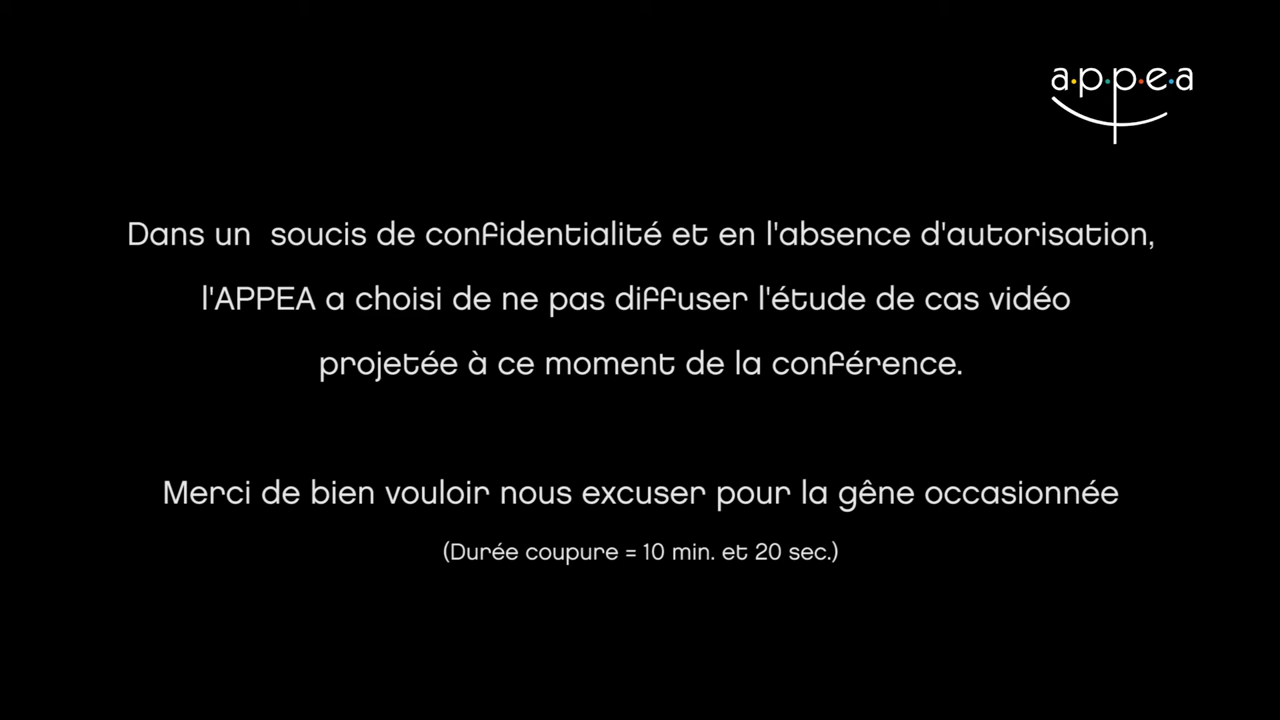 a.p.p.e.a
Dans un  soucis de confidentialité et en l'absence d'autorisation,
l'APPEA a choisi de ne pas diffuser l'étude de cas vidéo
projetée à ce moment de la conférence.
Merci de bien vouloir nous excuser pour la gêne occasionnée
(Durée coupure = 10 min. et 20 sec.)